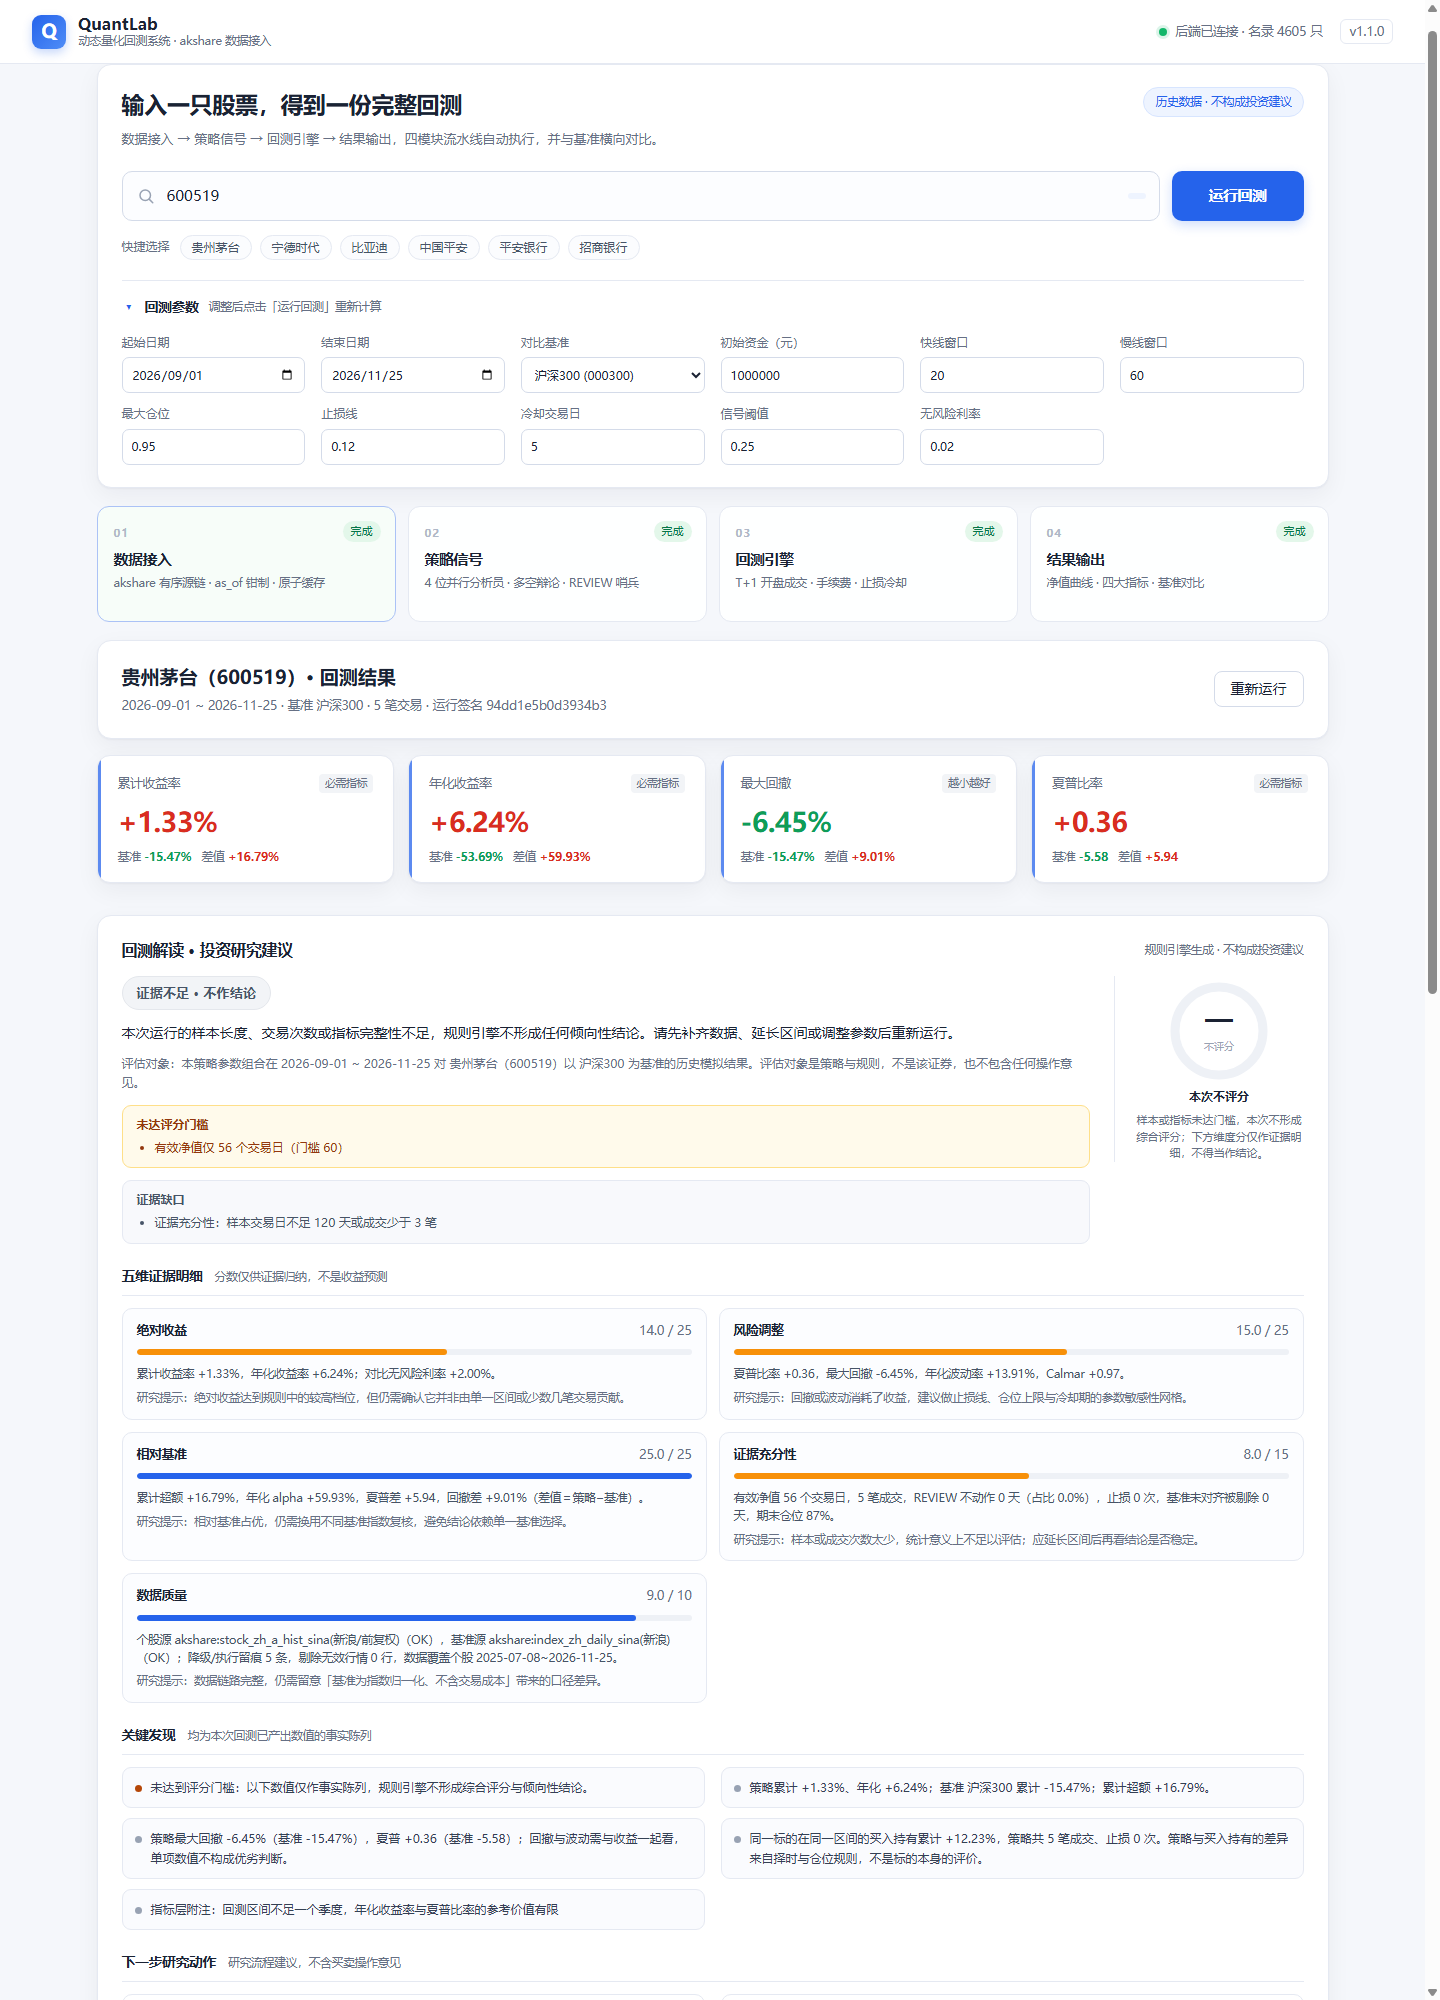 Q
QuantLab
动态量化回测系统 · akshare 数据接入
后端已连接 · 名录 4605 只
v1.1.0
输入一只股票，得到一份完整回测
历史数据 · 不构成投资建议
数据接入 → 策略信号 → 回测引擎 → 结果输出，四模块流水线自动执行，并与基准横向对比。
600519
运行回测
快捷选择 贵州茅台 宁德时代 比亚迪 中国平安 平安银行 招商银行
▾ 回测参数 调整后点击「运行回测」重新计算
起始日期 结束日期 对比基准 初始资金（元） 快线窗口 慢线窗口
2026/09/01 2026/11/25 沪深300 (000300) 1000000 20 60
最大仓位 止损线 冷却交易日 信号阈值 无风险利率
0.95 0.12 5 0.25 0.02
01 完成
数据接入
akshare 有序源链 · as_of 钳制 · 原子缓存
02 完成
策略信号
4 位并行分析员 · 多空辩论 · REVIEW 哨兵
03 完成
回测引擎
T+1 开盘成交 · 手续费 · 止损冷却
04 完成
结果输出
净值曲线 · 四大指标 · 基准对比
贵州茅台（600519）• 回测结果
2026-09-01 ~ 2026-11-25 · 基准 沪深300 · 5 笔交易 · 运行签名 94dd1e5b0d3934b3
重新运行
累计收益率 必需指标
+1.33%
基准 -15.47% 差值 +16.79%
年化收益率 必需指标
+6.24%
基准 -53.69% 差值 +59.93%
最大回撤 越小越好
-6.45%
基准 -15.47% 差值 +9.01%
夏普比率 必需指标
+0.36
基准 -5.58 差值 +5.94
回测解读 • 投资研究建议
规则引擎生成 · 不构成投资建议
证据不足 • 不作结论
本次运行的样本长度、交易次数或指标完整性不足，规则引擎不形成任何倾向性结论。请先补齐数据、延长区间或调整参数后重新运行。
评估对象：本策略参数组合在 2026-09-01 ~ 2026-11-25 对 贵州茅台（600519）以 沪深300 为基准的历史模拟结果。评估对象是策略与规则，不是该证券，也不包含任何操作意
见。
未达评分门槛
• 有效净值仅 56 个交易日（门槛 60）
证据缺口
• 证据充分性：样本交易日不足 120 天或成交少于 3 笔
—
不评分
本次不评分
样本或指标未达门槛，本次不形成
综合评分；下方维度分仅作证据明
细，不得当作结论。
五维证据明细 分数仅供证据归纳，不是收益预测
绝对收益 14.0 / 25
累计收益率 +1.33%，年化收益率 +6.24%；对比无风险利率 +2.00%。
研究提示：绝对收益达到规则中的较高档位，但仍需确认它并非由单一区间或少数几笔交易贡献。
风险调整 15.0 / 25
夏普比率 +0.36，最大回撤 -6.45%，年化波动率 +13.91%，Calmar +0.97。
研究提示：回撤或波动消耗了收益，建议做止损线、仓位上限与冷却期的参数敏感性网格。
相对基准 25.0 / 25
累计超额 +16.79%，年化 alpha +59.93%，夏普差 +5.94，回撤差 +9.01%（差值＝策略−基准）。
研究提示：相对基准占优，仍需换用不同基准指数复核，避免结论依赖单一基准选择。
证据充分性 8.0 / 15
有效净值 56 个交易日，5 笔成交，REVIEW 不动作 0 天（占比 0.0%），止损 0 次，基准未对齐被剔除 0
天，期末仓位 87%。
研究提示：样本或成交次数太少，统计意义上不足以评估；应延长区间后再看结论是否稳定。
数据质量 9.0 / 10
个股源 akshare:stock_zh_a_hist_sina(新浪/前复权)（OK），基准源 akshare:index_zh_daily_sina(新浪)
（OK）；降级/执行留痕 5 条，剔除无效行情 0 行，数据覆盖个股 2025-07-08~2026-11-25。
研究提示：数据链路完整，仍需留意「基准为指数归一化、不含交易成本」带来的口径差异。
关键发现 均为本次回测已产出数值的事实陈列
未达到评分门槛：以下数值仅作事实陈列，规则引擎不形成综合评分与倾向性结论。
策略累计 +1.33%、年化 +6.24%；基准 沪深300 累计 -15.47%；累计超额 +16.79%。
策略最大回撤 -6.45%（基准 -15.47%），夏普 +0.36（基准 -5.58）；回撤与波动需与收益一起看，
单项数值不构成优劣判断。
同一标的在同一区间的买入持有累计 +12.23%，策略共 5 笔成交、止损 0 次。策略与买入持有的差异
来自择时与仓位规则，不是标的本身的评价。
指标层附注：回测区间不足一个季度，年化收益率与夏普比率的参考价值有限
下一步研究动作 研究流程建议，不含买卖操作意见